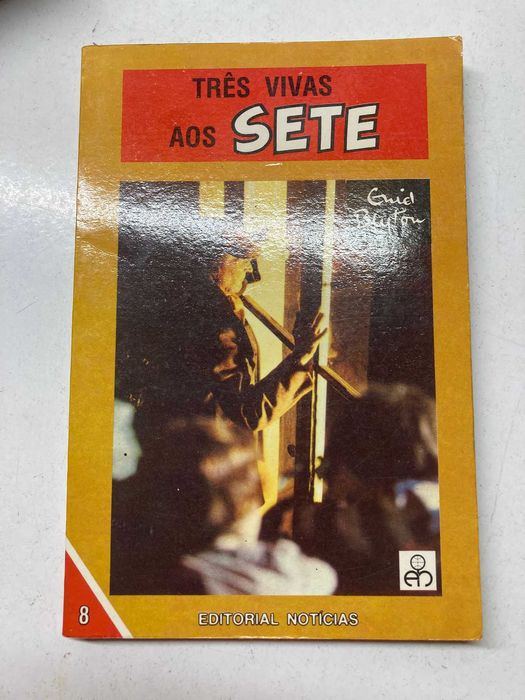 TRÊS VIVAS
AOS SETE
Enid
Blyton
8
EDITORIAL NOTÍCIAS